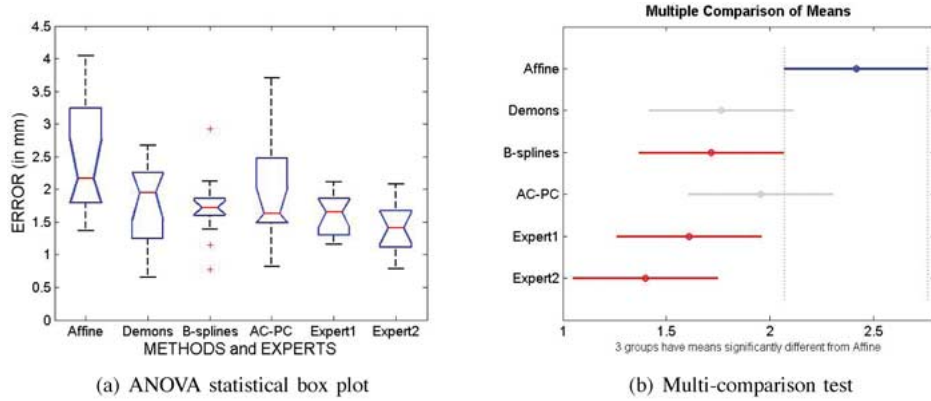 4.5
4
3.5
3
2.5
2
1.5
1
0.5
0
ERROR (in mm)
Affine Demons B-splines AC-PC Expert1 Expert2
METHODS and EXPERTS
(a) ANOVA statistical box plot
Multiple Comparison of Means
Affine
Demons
B-splines
AC-PC
Expert1
Expert2
1 1.5 2 2.5
3 groups have means significantly different from Affine
(b) Multi-comparison test